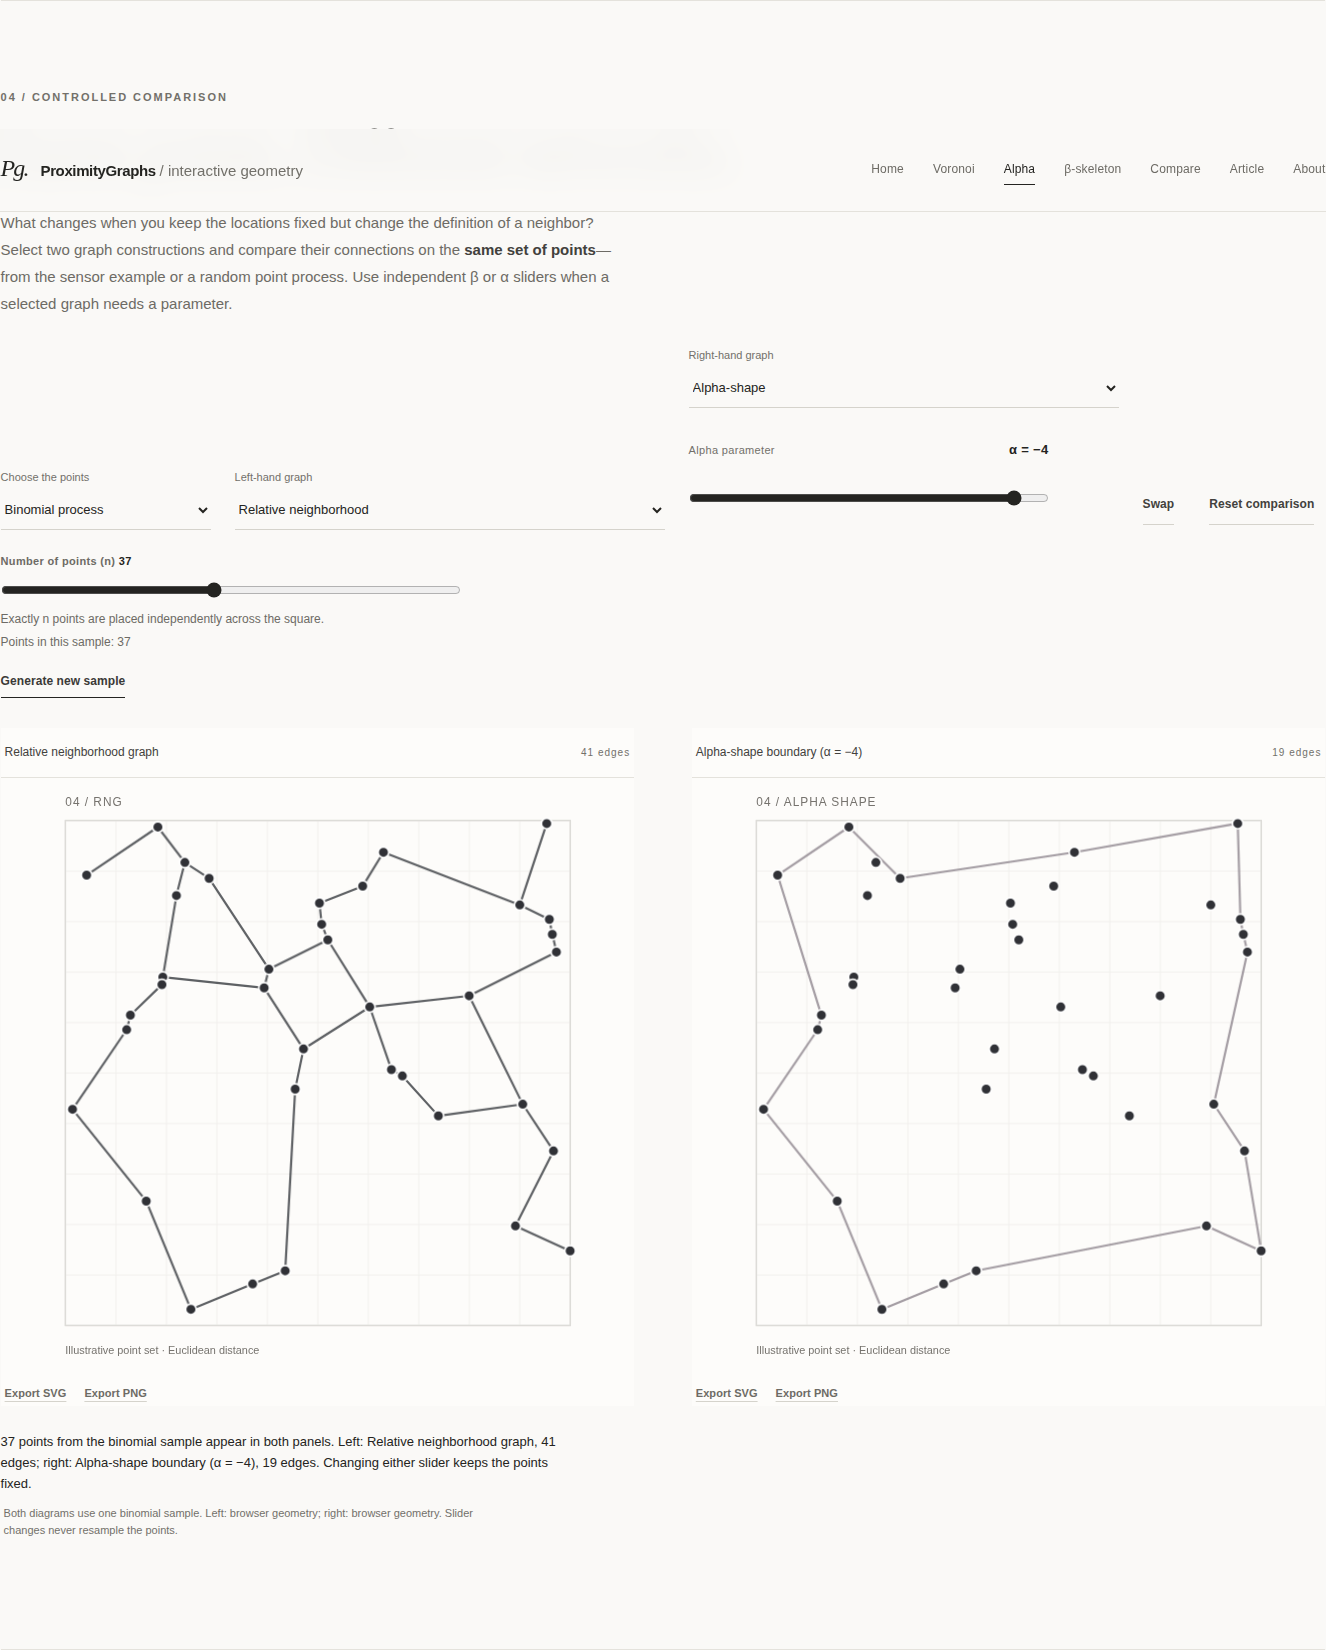 04 / CONTROLLED COMPARISON
Pg. ProximityGraphs / interactive geometry
Home Voronoi Alpha β-skeleton Compare Article About
What changes when you keep the locations fixed but change the definition of a neighbor?
Select two graph constructions and compare their connections on the same set of points—
from the sensor example or a random point process. Use independent β or α sliders when a
selected graph needs a parameter.
Right-hand graph
Alpha-shape
Alpha parameter α = −4
Choose the points Left-hand graph
Binomial process Relative neighborhood
Swap Reset comparison
Number of points (n) 37
Exactly n points are placed independently across the square.
Points in this sample: 37
Generate new sample
Relative neighborhood graph 41 edges
04 / RNG
Illustrative point set · Euclidean distance
Export SVG Export PNG
Alpha-shape boundary (α = −4) 19 edges
04 / ALPHA SHAPE
Illustrative point set · Euclidean distance
Export SVG Export PNG
37 points from the binomial sample appear in both panels. Left: Relative neighborhood graph, 41
edges; right: Alpha-shape boundary (α = −4), 19 edges. Changing either slider keeps the points
fixed.
Both diagrams use one binomial sample. Left: browser geometry; right: browser geometry. Slider
changes never resample the points.